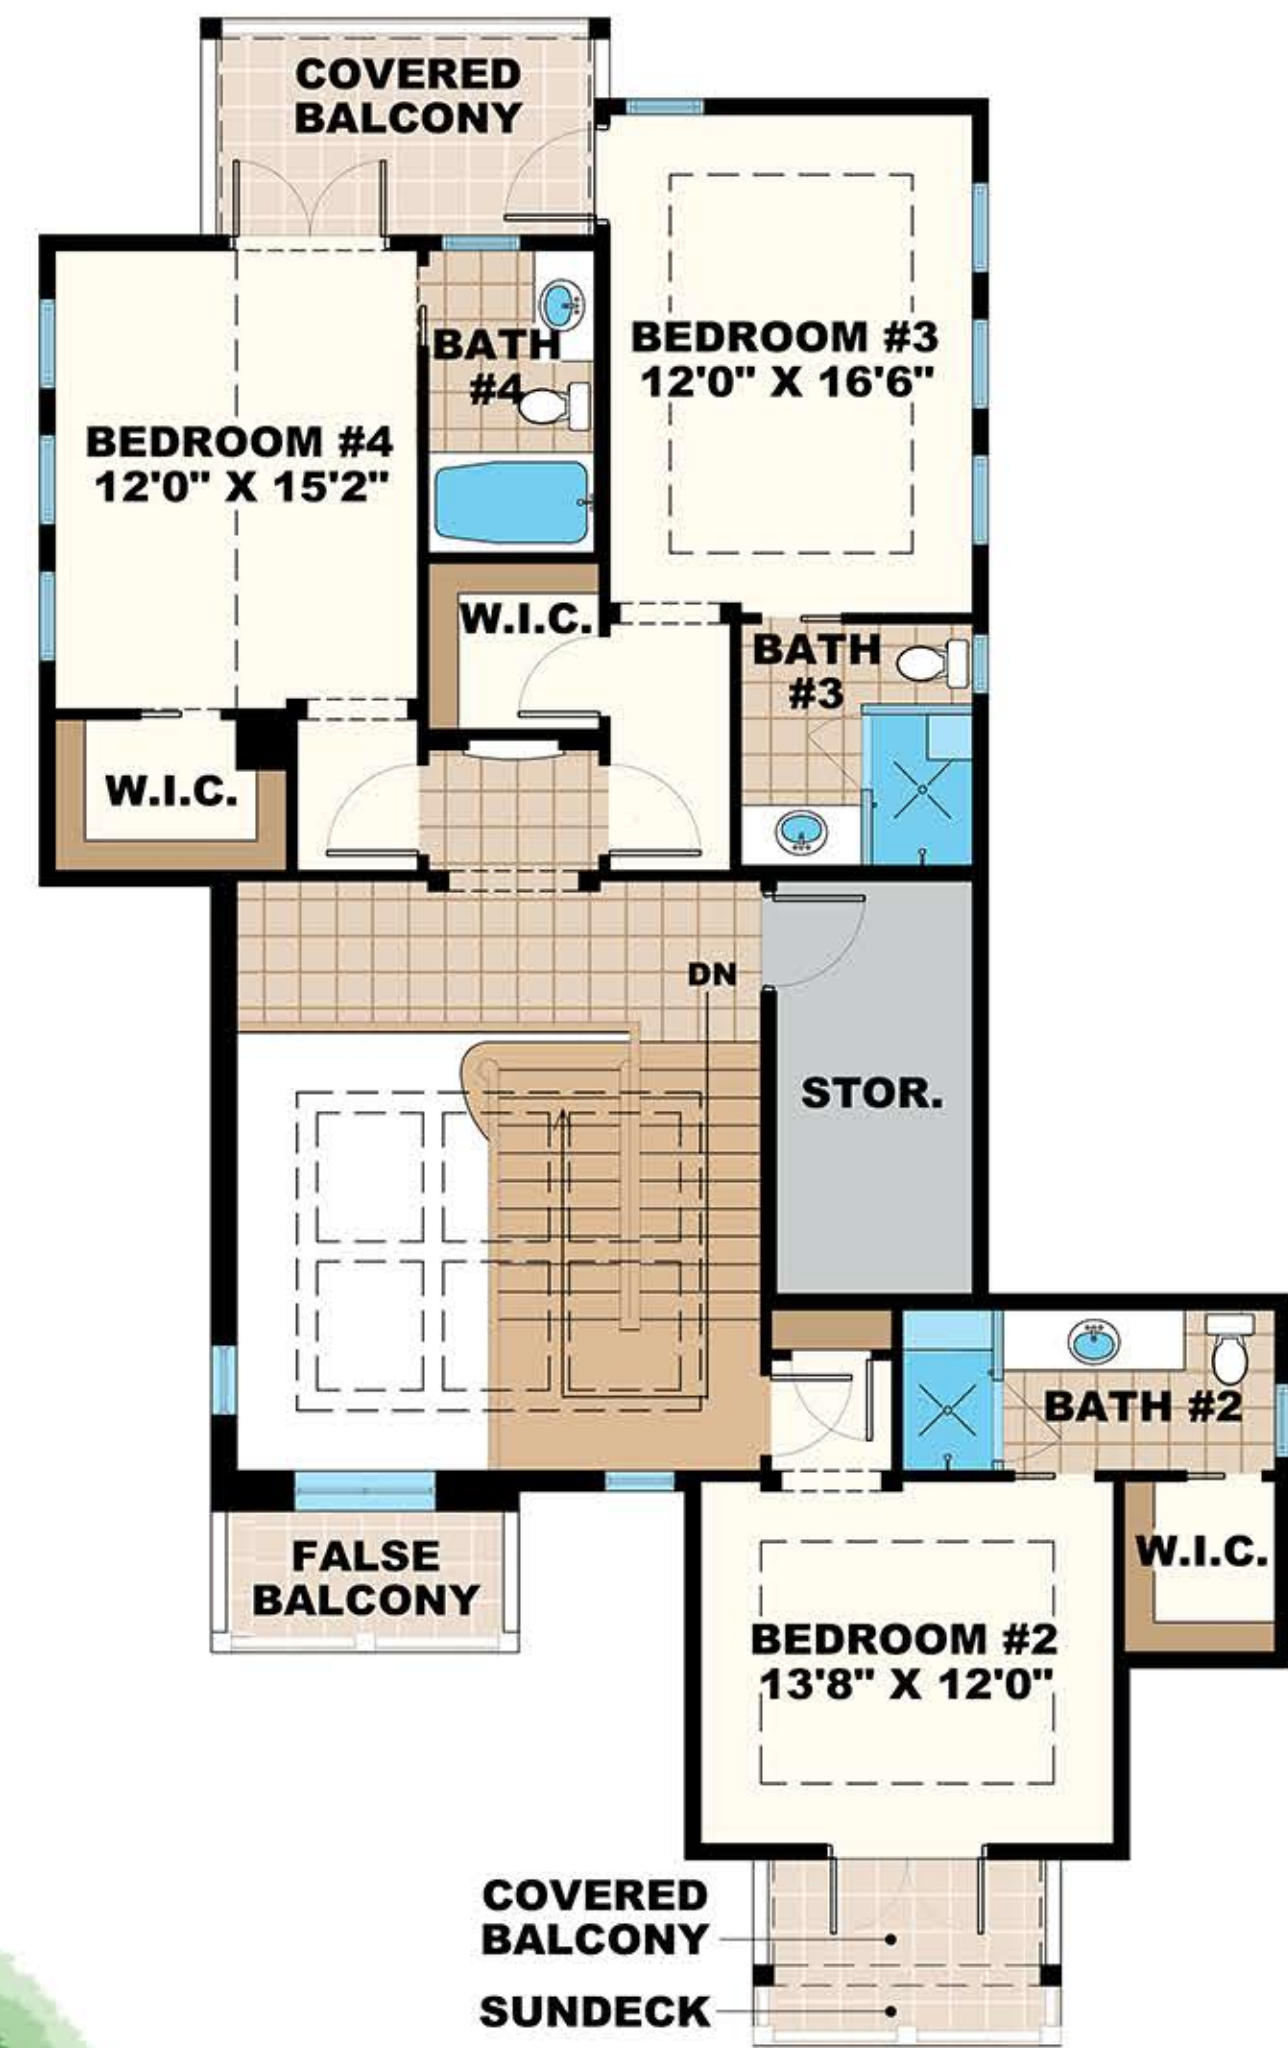 COVERED
BALCONY
BEDROOM #3
12'0" X 16'6"
BATH
#4
BEDROOM #4
12'0" X 15'2"
W.I.C.
BATH
#3
W.I.C.
DN
STOR.
BATH #2
W.I.C.
FALSE
BALCONY
BEDROOM #2
13'8" X 12'0"
COVERED
BALCONY
SUNDECK